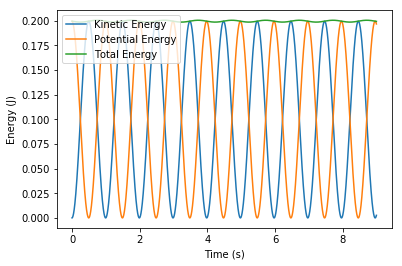 Kinetic Energy
Potential Energy
Total Energy
0.200
0.175
0.150
0.125
0.100
0.075
0.050
0.025
0.000
Energy (J)
0 2 4 6 8
Time (s)